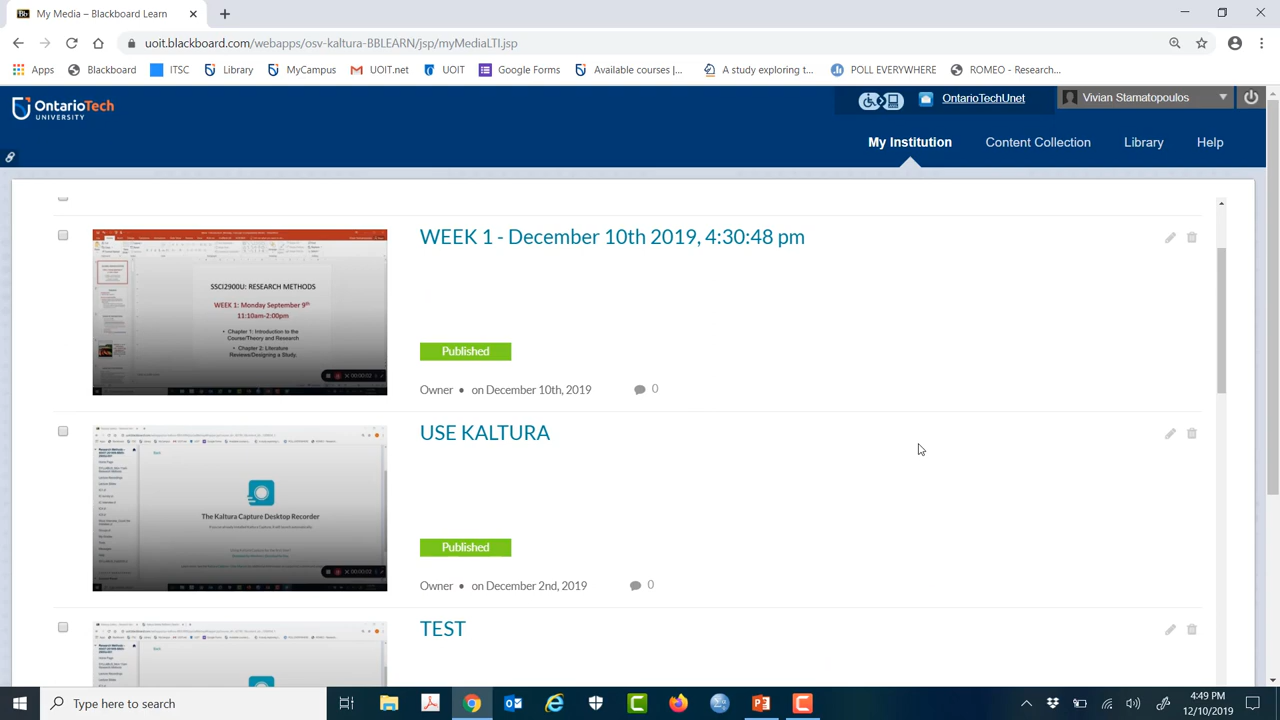 My Media – Blackboard Learn
uoit.blackboard.com/webapps/osv-kaltura-BBLEARN/jsp/myMediaLTI.jsp
Apps Blackboard ITSC Library MyCampus UOIT.net UOIT Google Forms Available courses |... A study exploring t... POLL EVERYWHERE ROMEO - Research...
OntarioTech
UNIVERSITY
OntarioTechUnet
Vivian Stamatopoulos
My Institution Content Collection Library Help
WEEK 1 - December 10th 2019, 4:30:48 pm
SSCI2900U: RESEARCH METHODS
WEEK 1: Monday September 9th
11:10am-2:00pm
• Chapter 1: Introduction to the
Course/Theory and Research
• Chapter 2: Literature
Reviews/Designing a Study,
Published
Owner • on December 10th, 2019 0
USE KALTURA
The Kaltura Capture Desktop Recorder
Published
Owner • on December 2nd, 2019 0
TEST
Type here to search
4:49 PM
12/10/2019